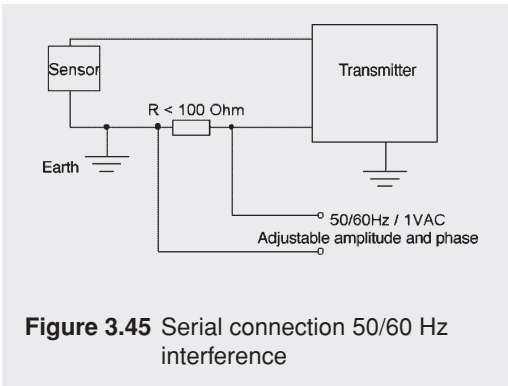 Sensor
Transmitter
R < 100 Ohm
Earth
50/60Hz / 1VAC
Adjustable amplitude and phase
Figure 3.45 Serial connection 50/60 Hz
interference